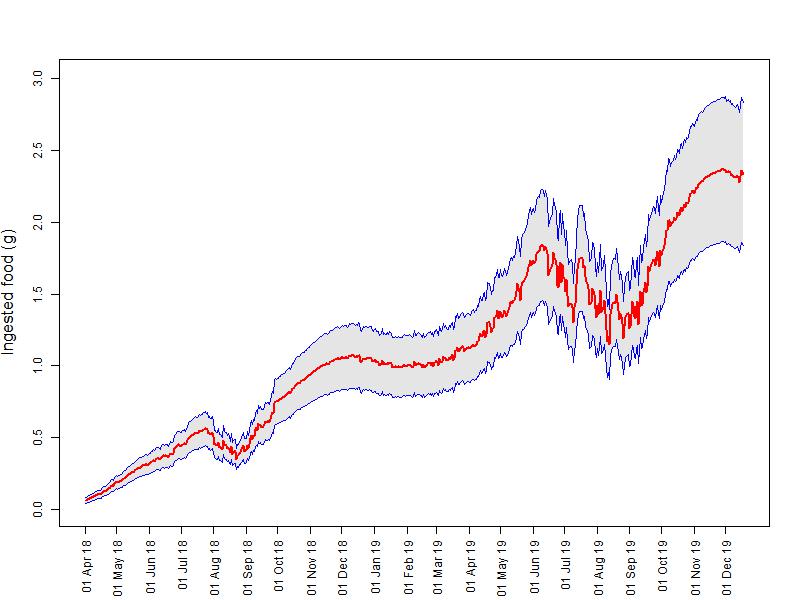 Ingested food (g)
3.0
2.5
2.0
1.5
1.0
0.5
0.0
01 Apr 18
01 May 18
01 Jun 18
01 Jul 18
01 Aug 18
01 Sep 18
01 Oct 18
01 Nov 18
01 Dec 18
01 Jan 19
01 Feb 19
01 Mar 19
01 Apr 19
01 May 19
01 Jun 19
01 Jul 19
01 Aug 19
01 Sep 19
01 Oct 19
01 Nov 19
01 Dec 19